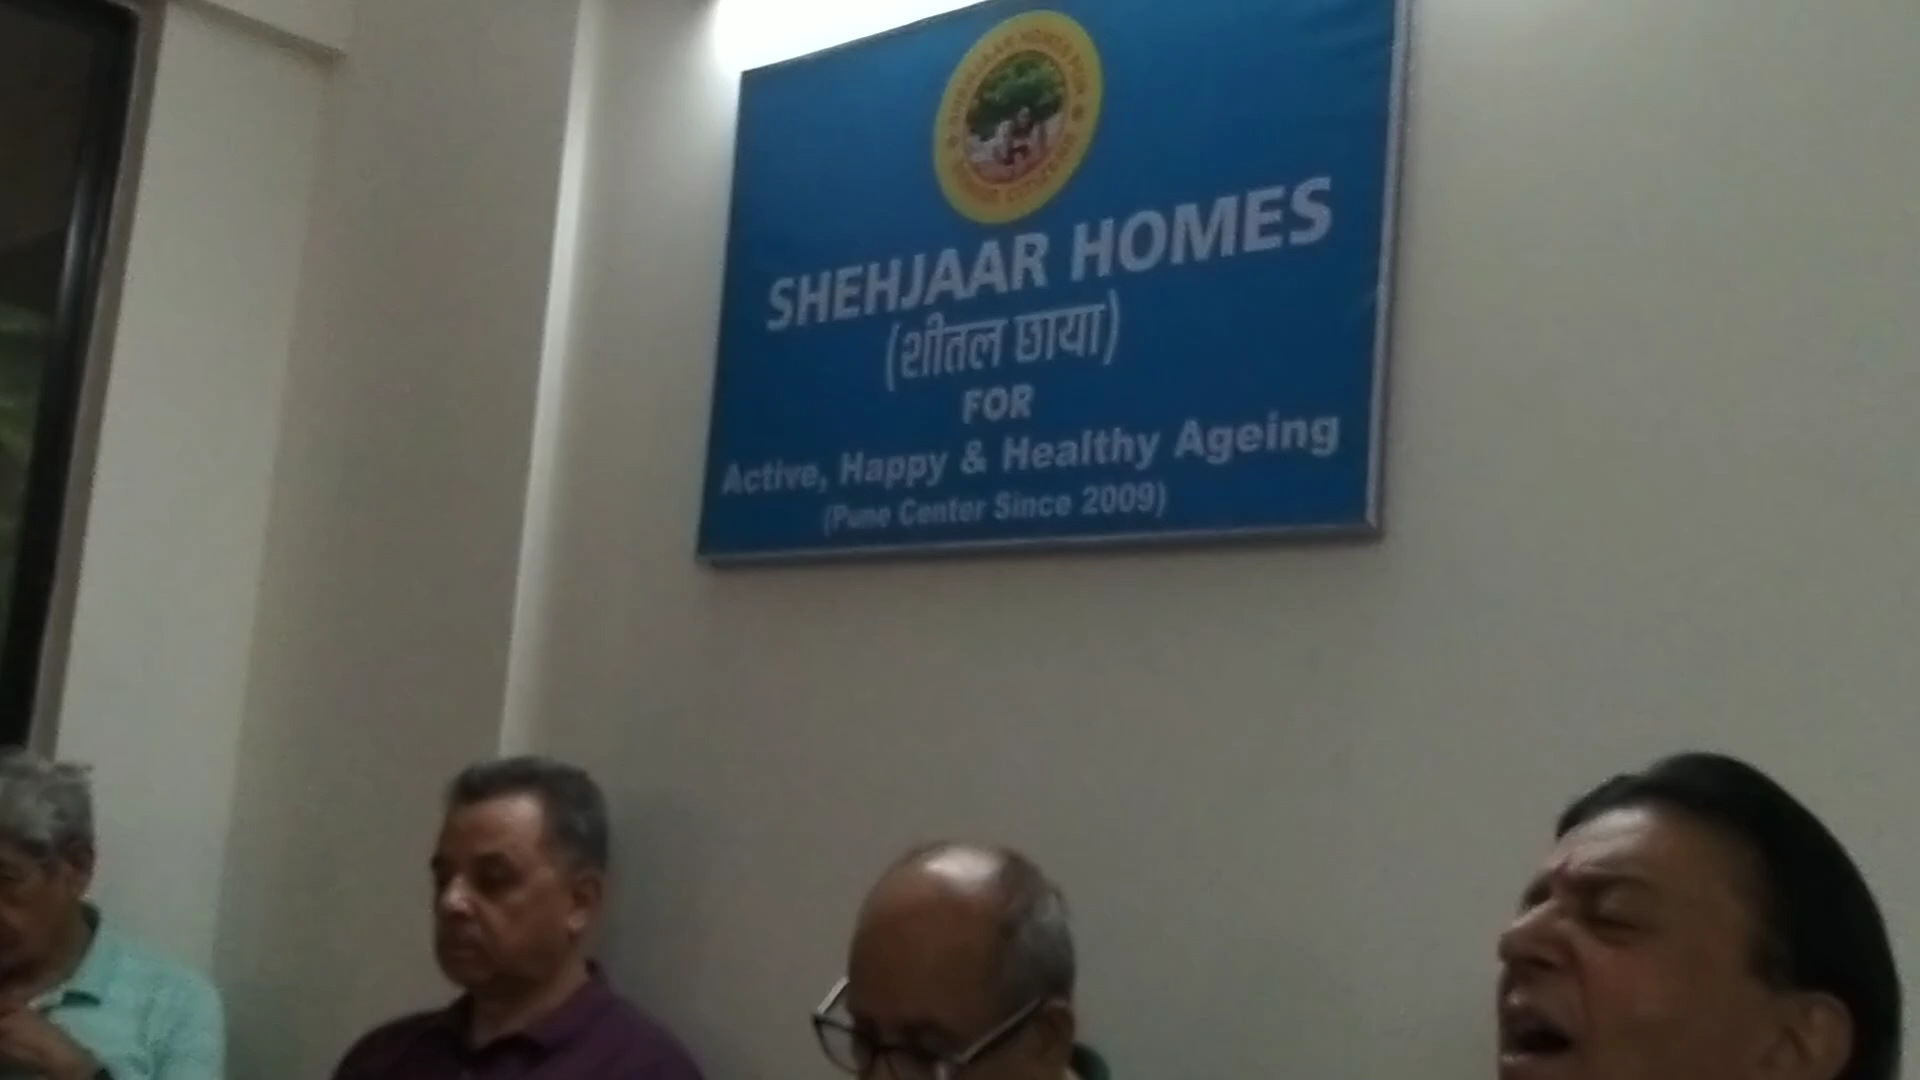 SHEHJAAR HOMES
(शीतल छाया)
FOR
Active, Happy & Healthy Ageing
(Pune Center Since 2009)